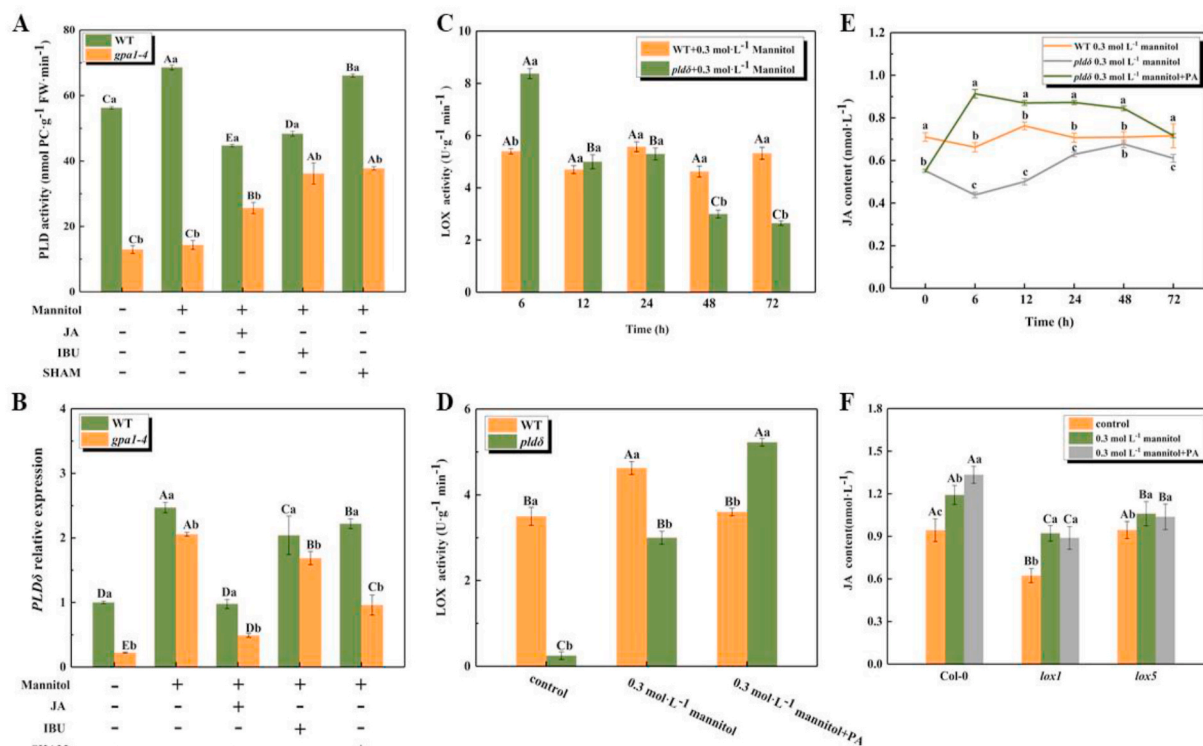 A
80
60
40
20
0
PLD activity (nmol PC·g⁻¹ FW·min⁻¹)
WT
gpa1-4
Ca
Cb
Aa
Cb
Ea
Bb
Da
Ab
Ba
Ab
Mannitol - + + + +
JA - - + - -
IBU - - - + -
SHAM - - - - +
B
4
3
2
1
0
PLDδ relative expression
WT
gpa1-4
Da
Eb
Aa
Ab
Da
Db
Ca
Bb
Ba
Cb
Mannitol - + + + +
JA - - + - -
IBU - - - + -
C
10
8
6
4
2
0
LOX activity (U·g⁻¹ min⁻¹)
WT+0.3 mol·L⁻¹ Mannitol
pldδ+0.3 mol·L⁻¹ Mannitol
Ab
Aa
Aa
Ba
Aa
Ba
Aa
Cb
Aa
Cb
6 12 24 48 72
Time (h)
D
6
4
2
0
LOX activity (U·g⁻¹ min⁻¹)
WT
pldδ
Ba
Cb
Aa
Bb
Bb
Aa
control
0.3 mol·L⁻¹ mannitol
0.3 mol·L⁻¹ mannitol+PA
E
1.2
1.0
0.8
0.6
0.4
0.2
0.0
JA content (nmol·L⁻¹)
WT 0.3 mol L⁻¹ mannitol
pldδ 0.3 mol L⁻¹ mannitol
pldδ 0.3 mol L⁻¹ mannitol+PA
a
b
a
b
c
a
b
c
a
b
c
a
b
b
a
c
0 6 12 24 48 72
Time (h)
F
1.8
1.5
1.2
0.9
0.6
0.3
0.0
JA content(nmol·L⁻¹)
control
0.3 mol L⁻¹ mannitol
0.3 mol L⁻¹ mannitol+PA
Ac
Ab
Aa
Bb
Ca
Ca
Ab
Ba
Ba
Col-0 lox1 lox5